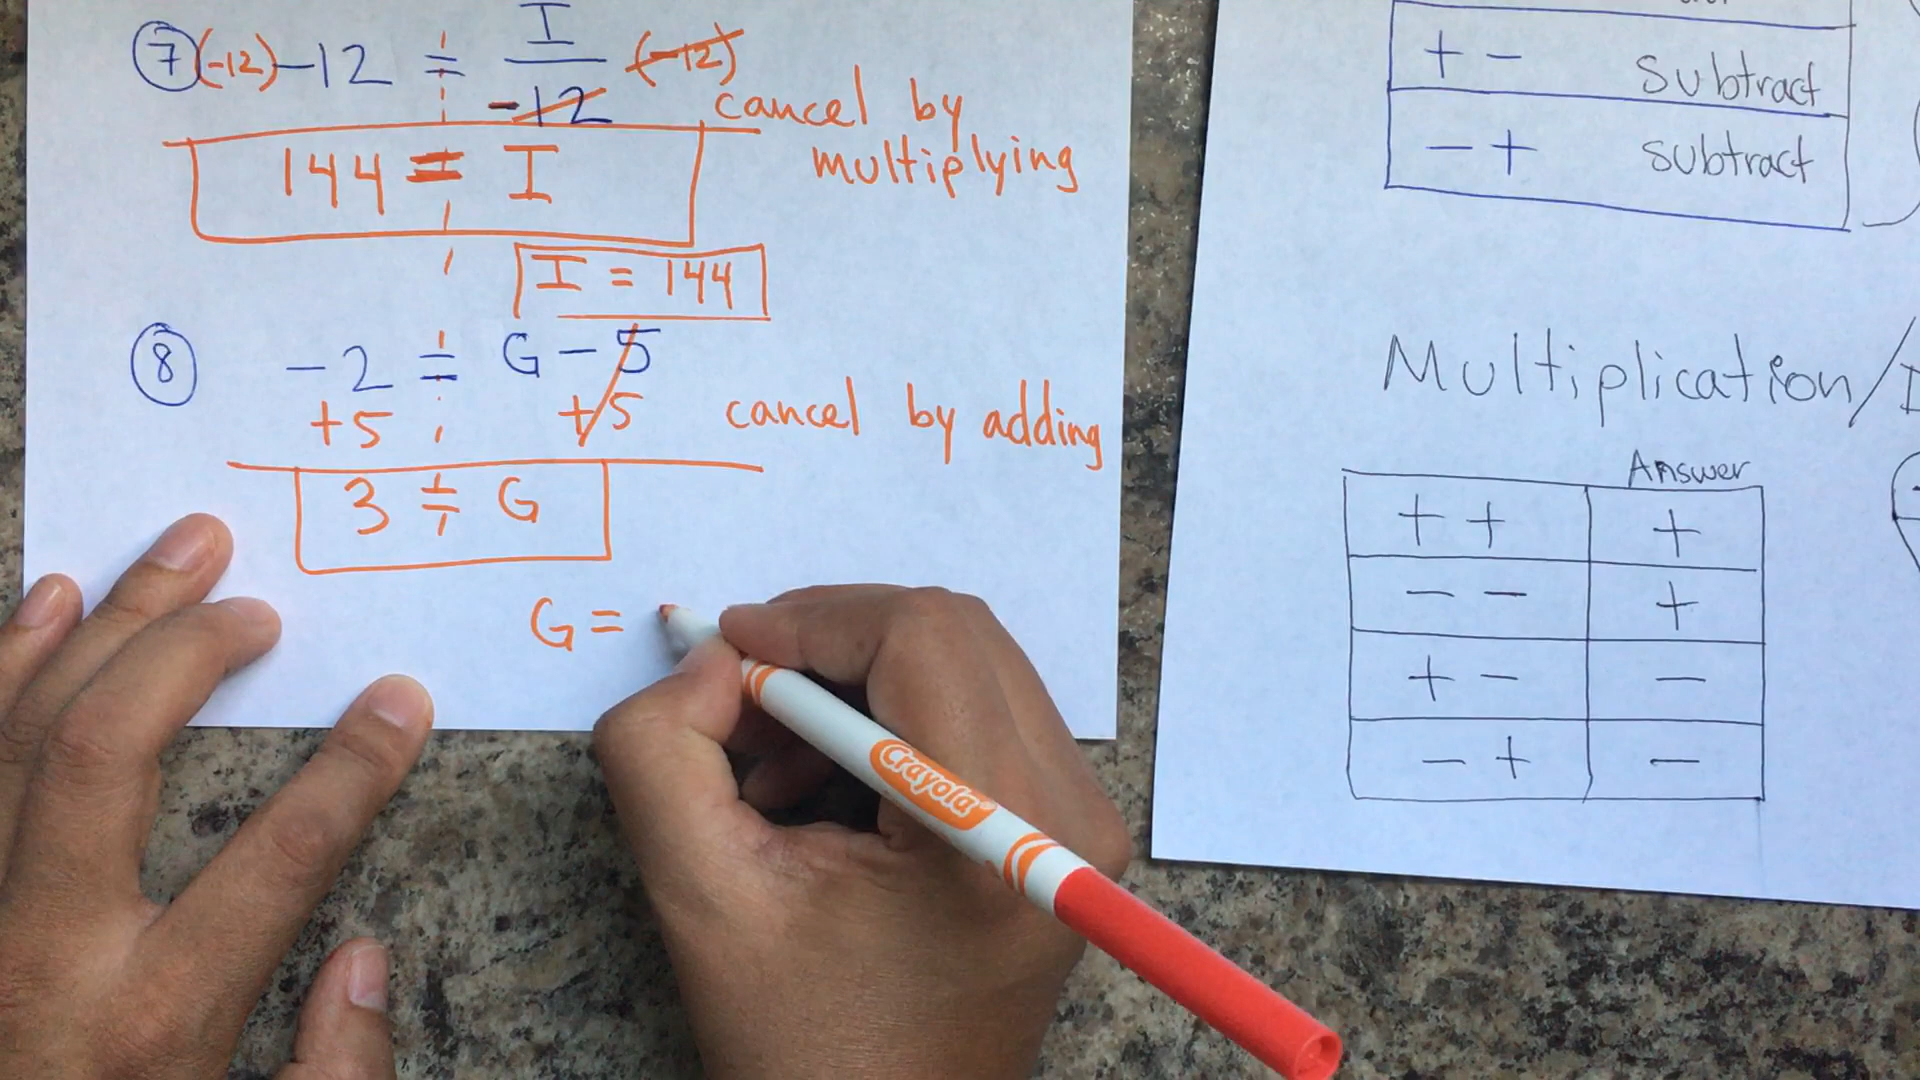 ⑦ (-12) -12 = I/-12 (-12)
cancel by
multiplying
144 = I
I = 144
⑧ -2 = G - 5
+5 +5 cancel by adding
3 = G
G =
Crayola
+ - subtract
- + subtract
Multiplication/
Answer
+ + +
- - +
+ - -
- + -